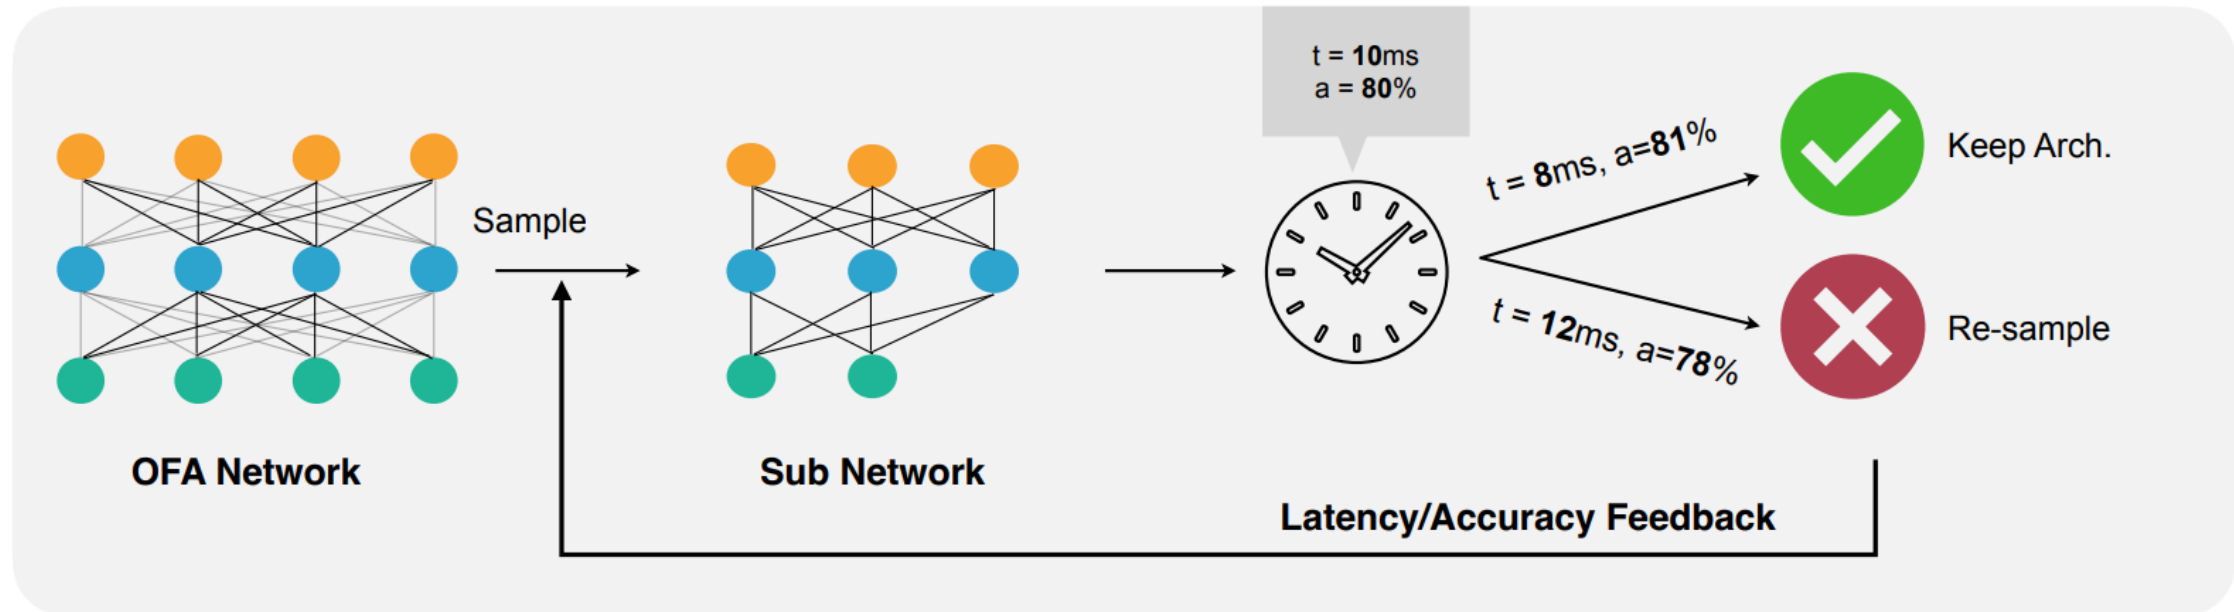 t = 10ms
a = 80%
Sample
t = 8ms, a=81%
Keep Arch.
t = 12ms, a=78%
Re-sample
OFA Network
Sub Network
Latency/Accuracy Feedback